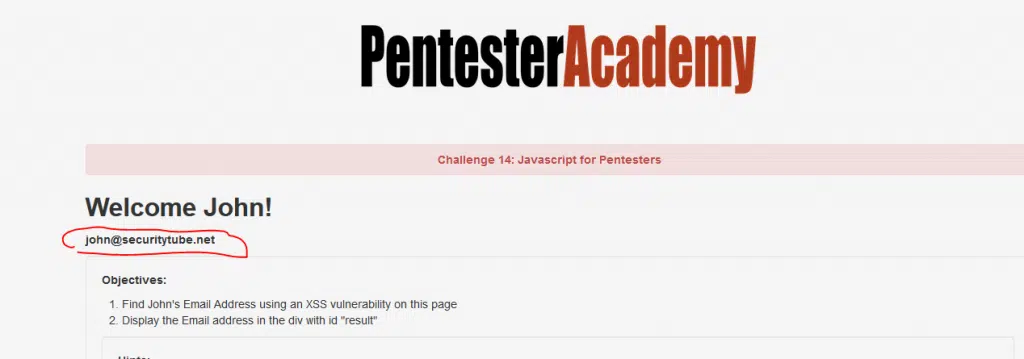 PentesterAcademy
Challenge 14: Javascript for Pentesters
Welcome John!
john@securitytube.net
Objectives:
1. Find John's Email Address using an XSS vulnerability on this page
2. Display the Email address in the div with id "result"
Hints: